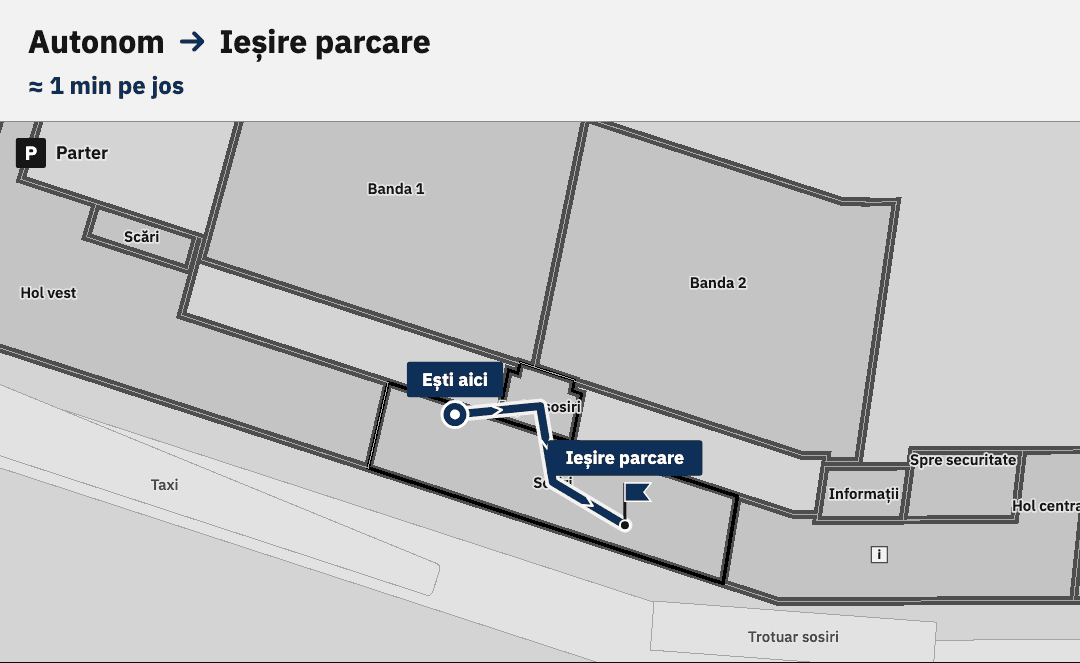 Autonom → Ieșire parcare
≈ 1 min pe jos
P Parter
Banda 1
Scări
Banda 2
Hol vest
Ești aici
sosiri
Ieșire parcare
Spre securitate
Taxi
Informații
Hol centra
i
Trotuar sosiri